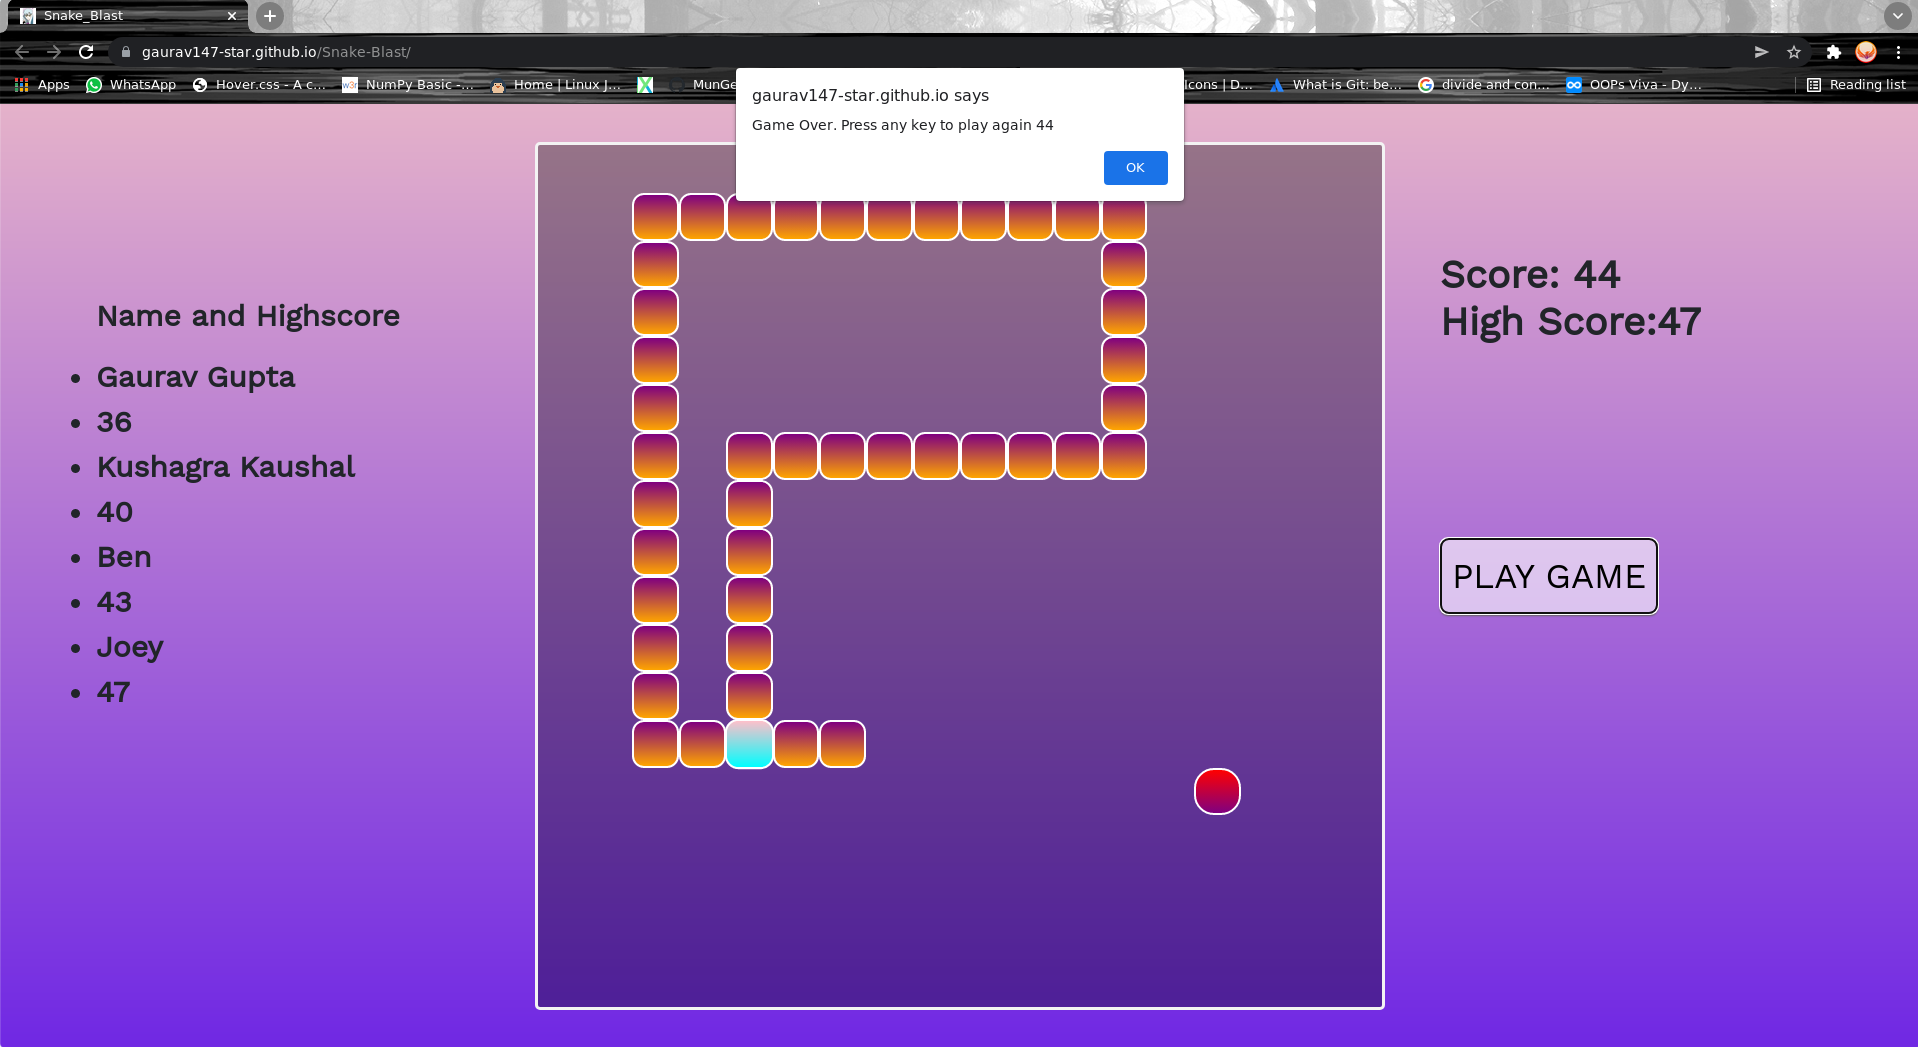 Snake_Blast
gaurav147-star.github.io/Snake-Blast/
Apps WhatsApp Hover.css - A c... NumPy Basic -... Home | Linux J... MunGe Icons | D... What is Git: be... divide and con... OOPs Viva - Dy... Reading list
gaurav147-star.github.io says
Game Over. Press any key to play again 44
OK
Name and Highscore
Gaurav Gupta
36
Kushagra Kaushal
40
Ben
43
Joey
47
Score: 44
High Score:47
PLAY GAME